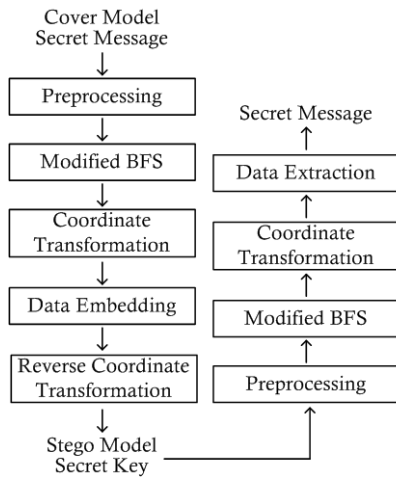 Cover Model
Secret Message
Preprocessing
Modified BFS
Coordinate
Transformation
Data Embedding
Reverse Coordinate
Transformation
Stego Model
Secret Key
Secret Message
Data Extraction
Coordinate
Transformation
Modified BFS
Preprocessing